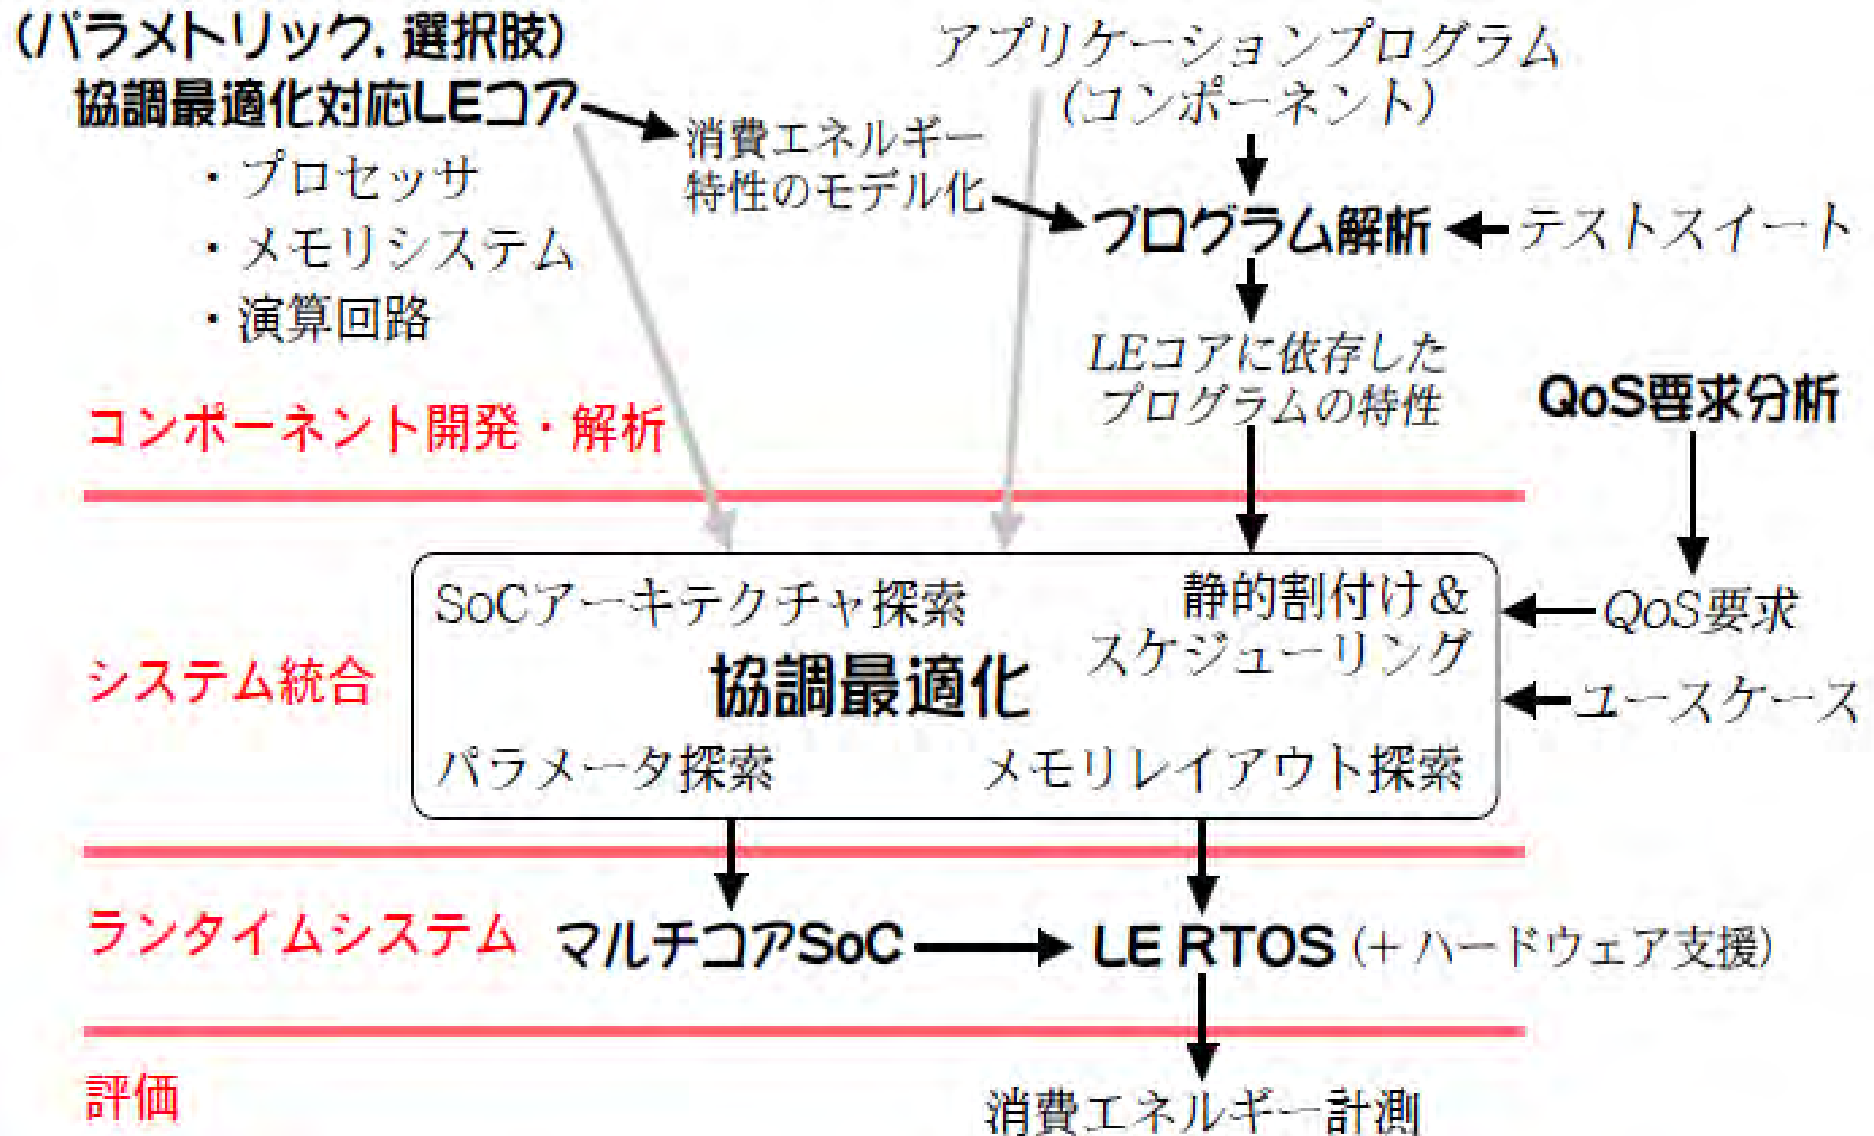 (パラメトリック, 選択肢)
協調最適化対応LEコア
・プロセッサ
・メモリシステム
・演算回路
消費エネルギー
特性のモデル化
アプリケーションプログラム
(コンポーネント)
プログラム解析
テストスイート
LEコアに依存した
プログラムの特性
QoS要求分析
コンポーネント開発・解析
SoCアーキテクチャ探索
静的割付け&
スケジューリング
QoS要求
システム統合
協調最適化
ユースケース
パラメータ探索
メモリレイアウト探索
ランタイムシステム
マルチコアSoC
LE RTOS (+ ハードウェア支援)
評価
消費エネルギー計測